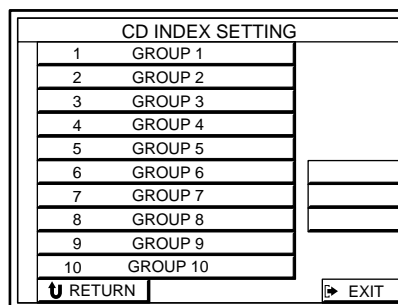 CD INDEX SETTING
1 GROUP 1
2 GROUP 2
3 GROUP 3
4 GROUP 4
5 GROUP 5
6 GROUP 6
7 GROUP 7
8 GROUP 8
9 GROUP 9
10 GROUP 10
RETURN EXIT